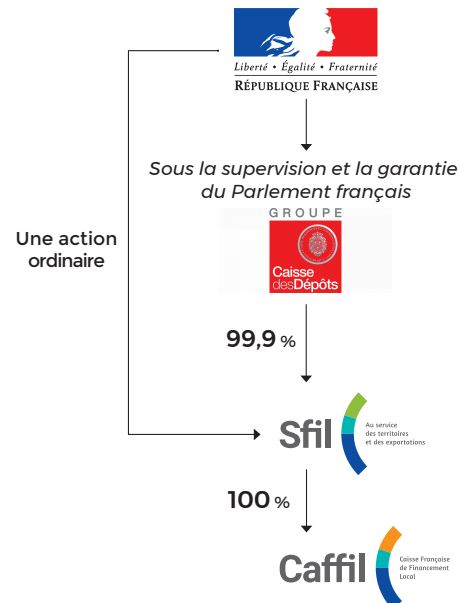 Liberté • Égalité • Fraternité
RÉPUBLIQUE FRANÇAISE
Sous la supervision et la garantie
du Parlement français
GROUPE
Caisse
desDépôts
Une action
ordinaire
99,9 %
Sfil
Au service
des territoires
et des exportations
100 %
Caffil
Caisse Française
de Financement
Local